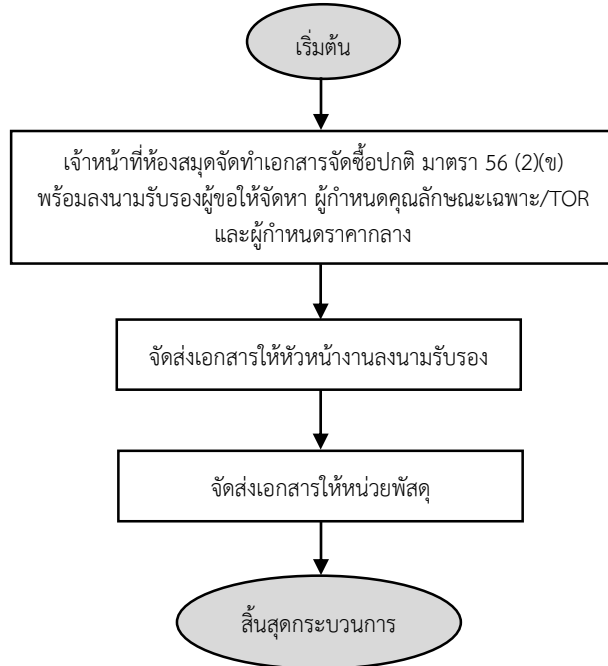 เริ่มต้น
เจ้าหน้าที่ห้องสมุดจัดทำเอกสารจัดซื้อปกติ มาตรา 56 (2)(ข)
พร้อมลงนามรับรองผู้ขอให้จัดหา ผู้กำหนดคุณลักษณะเฉพาะ/TOR
และผู้กำหนดราคากลาง
จัดส่งเอกสารให้หัวหน้างานลงนามรับรอง
จัดส่งเอกสารให้หน่วยพัสดุ
สิ้นสุดกระบวนการ